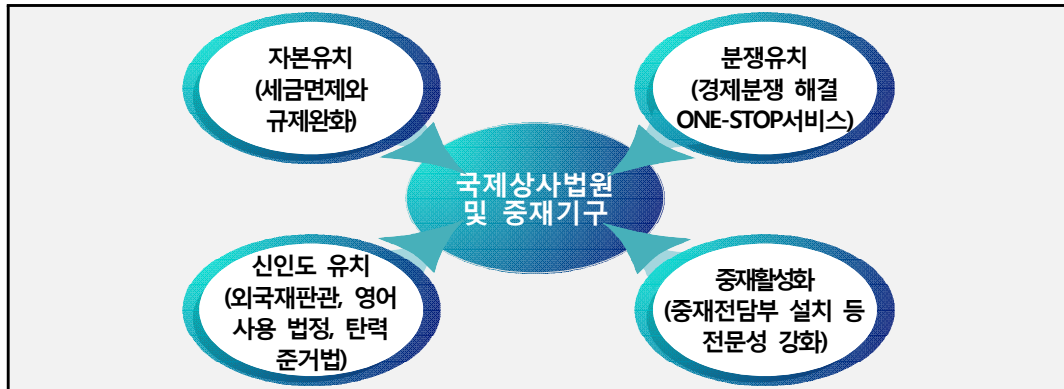 자본유치
(세금면제와
규제완화)
분쟁유치
(경제분쟁 해결
ONE-STOP서비스)
국제상사법원
및 중재기구
신인도 유치
(외국재판관, 영어
사용 법정, 탄력
준거법)
중재활성화
(중재전담부 설치 등
전문성 강화)